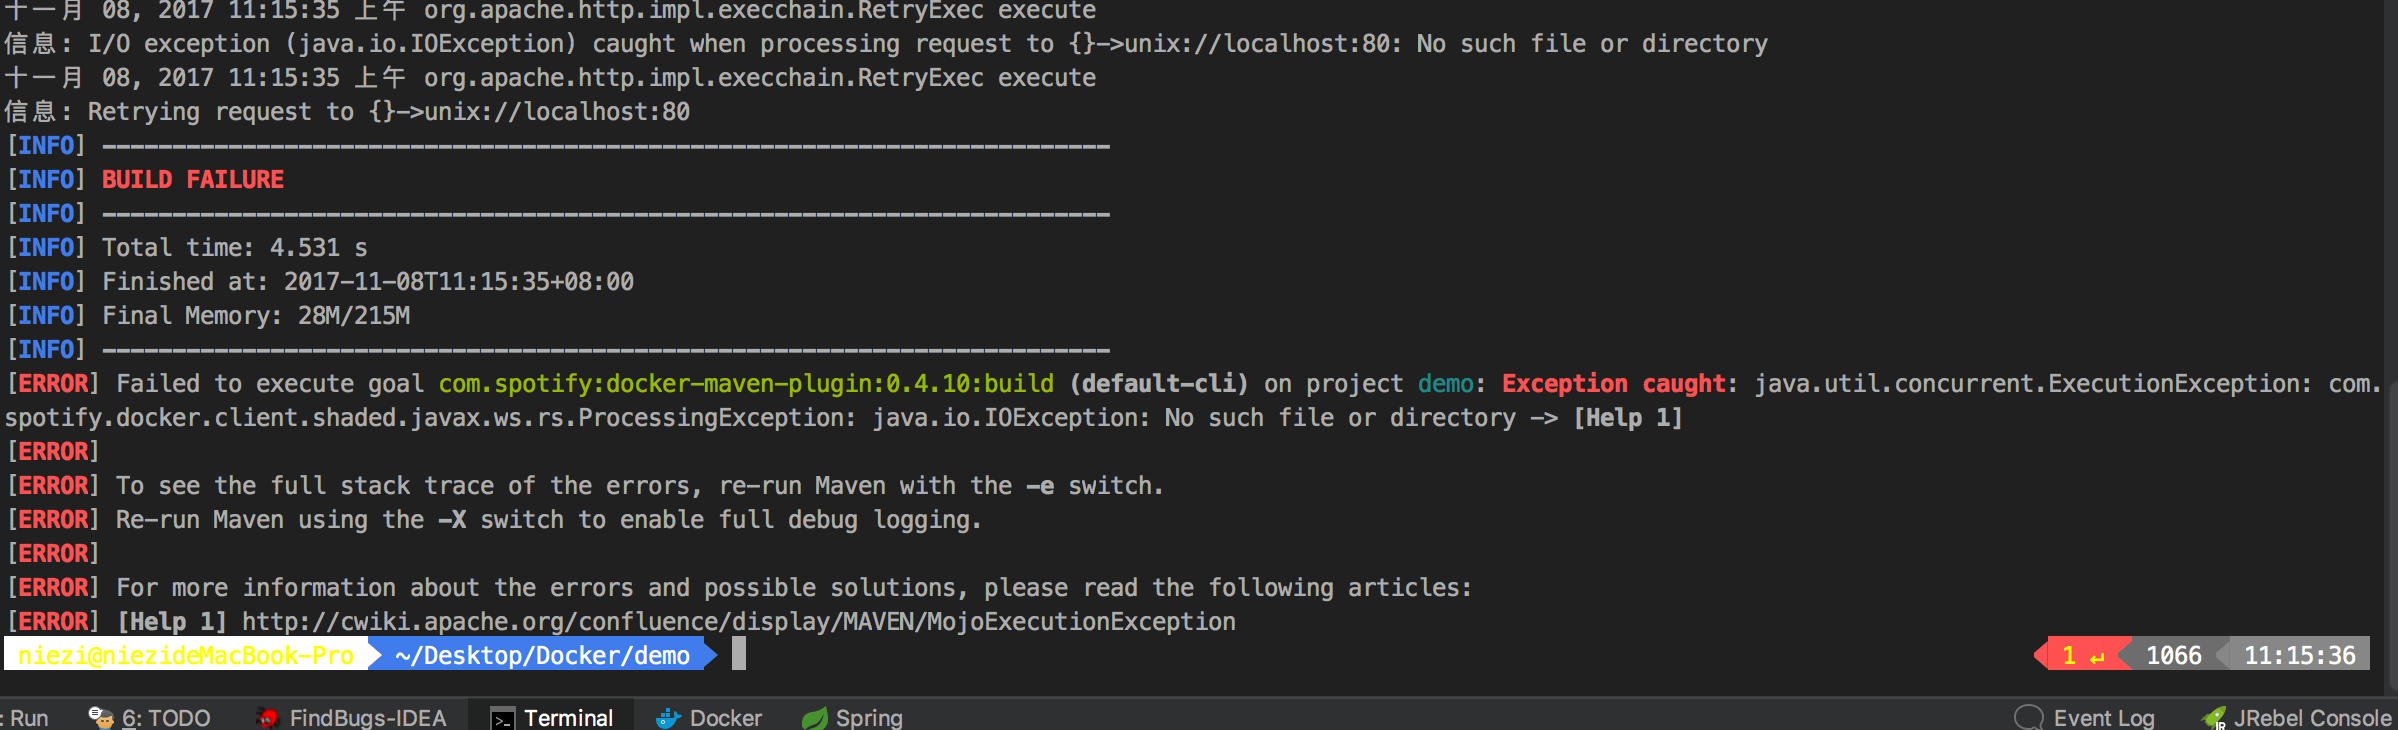 十一月 08, 2017 11:15:35 上午 org.apache.http.impl.execchain.RetryExec execute
信息: I/O exception (java.io.IOException) caught when processing request to {}->unix://localhost:80: No such file or directory
十一月 08, 2017 11:15:35 上午 org.apache.http.impl.execchain.RetryExec execute
信息: Retrying request to {}->unix://localhost:80
[INFO] ------------------------------------------------------------------------
[INFO] BUILD FAILURE
[INFO] ------------------------------------------------------------------------
[INFO] Total time: 4.531 s
[INFO] Finished at: 2017-11-08T11:15:35+08:00
[INFO] Final Memory: 28M/215M
[INFO] ------------------------------------------------------------------------
[ERROR] Failed to execute goal com.spotify:docker-maven-plugin:0.4.10:build (default-cli) on project demo: Exception caught: java.util.concurrent.ExecutionException: com.
spotify.docker.client.shaded.javax.ws.rs.ProcessingException: java.io.IOException: No such file or directory -> [Help 1]
[ERROR]
[ERROR] To see the full stack trace of the errors, re-run Maven with the -e switch.
[ERROR] Re-run Maven using the -X switch to enable full debug logging.
[ERROR]
[ERROR] For more information about the errors and possible solutions, please read the following articles:
[ERROR] [Help 1] http://cwiki.apache.org/confluence/display/MAVEN/MojoExecutionException
niezi@niezideMacBook-Pro ~/Desktop/Docker/demo 1 ↵ 1066 11:15:36
: Run 6: TODO FindBugs-IDEA Terminal Docker Spring Event Log JRebel Console